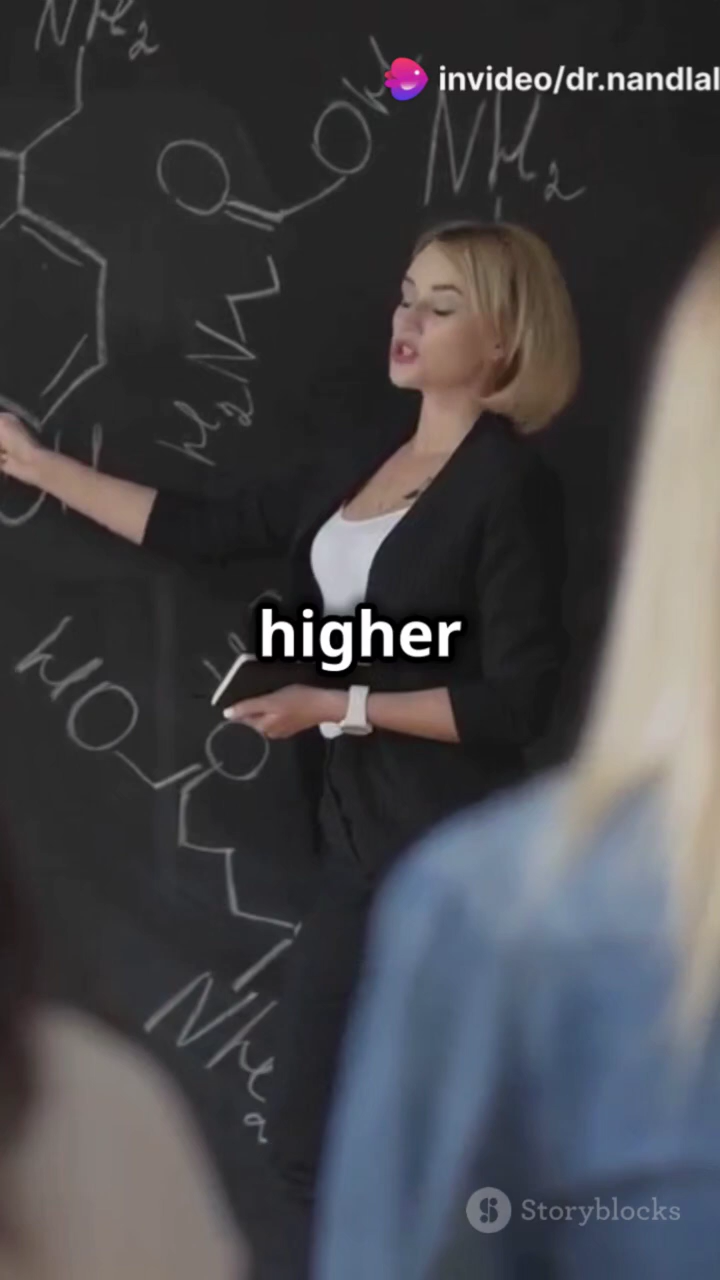 invideo/dr.nandlal
NH2
OH
O
NH2
H2N
higher
HO
O
NH2
Storyblocks